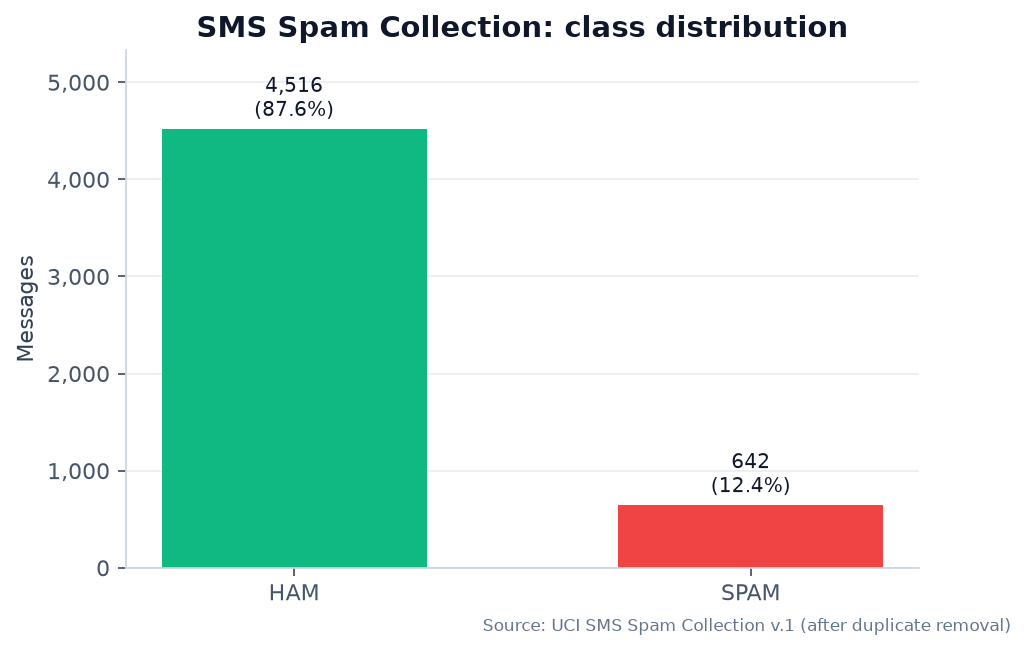 SMS Spam Collection: class distribution
Messages
5,000
4,000
3,000
2,000
1,000
0
4,516
(87.6%)
642
(12.4%)
HAM
SPAM
Source: UCI SMS Spam Collection v.1 (after duplicate removal)